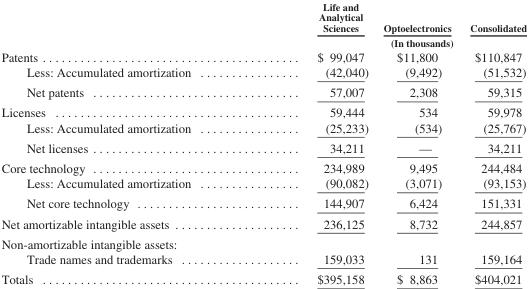 Life and
Analytical
Sciences Optoelectronics Consolidated
(In thousands)
Patents $ 99,047 $11,800 $110,847
Less: Accumulated amortization (42,040) (9,492) (51,532)
Net patents 57,007 2,308 59,315
Licenses 59,444 534 59,978
Less: Accumulated amortization (25,233) (534) (25,767)
Net licenses 34,211 — 34,211
Core technology 234,989 9,495 244,484
Less: Accumulated amortization (90,082) (3,071) (93,153)
Net core technology 144,907 6,424 151,331
Net amortizable intangible assets 236,125 8,732 244,857
Non-amortizable intangible assets:
Trade names and trademarks 159,033 131 159,164
Totals $395,158 $ 8,863 $404,021